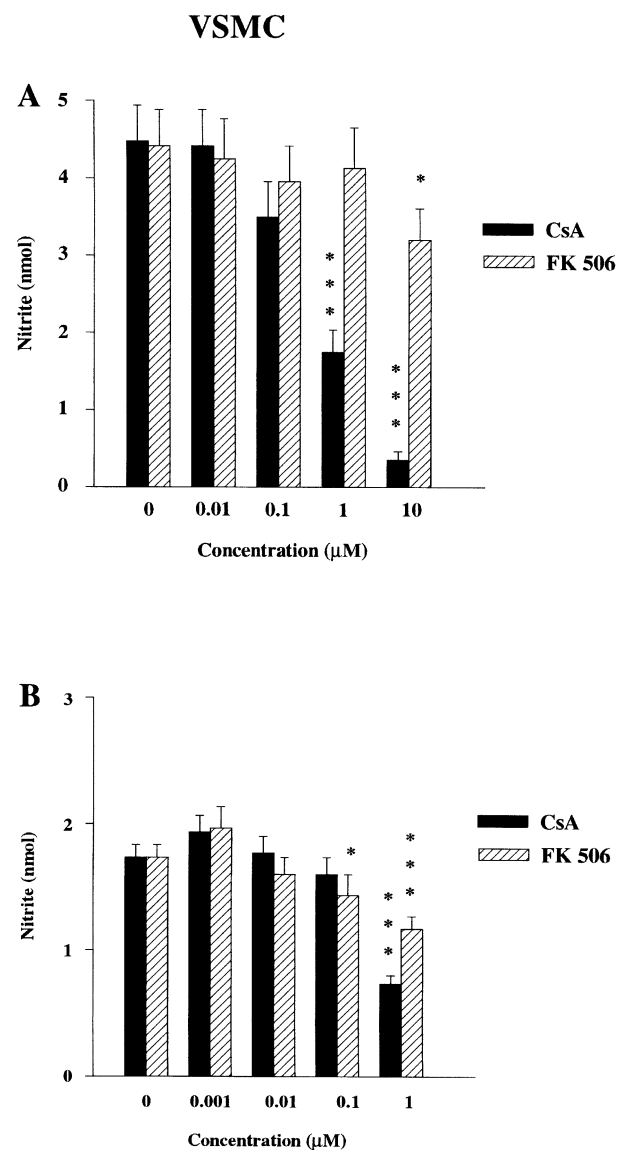 VSMC
A
5
4
3
2
1
0
Nitrite (nmol)
* * *
* * *
*
CsA
FK 506
0 0.01 0.1 1 10
Concentration (μM)
B
3
2
1
0
Nitrite (nmol)
*
* * *
* * *
CsA
FK 506
0 0.001 0.01 0.1 1
Concentration (μM)